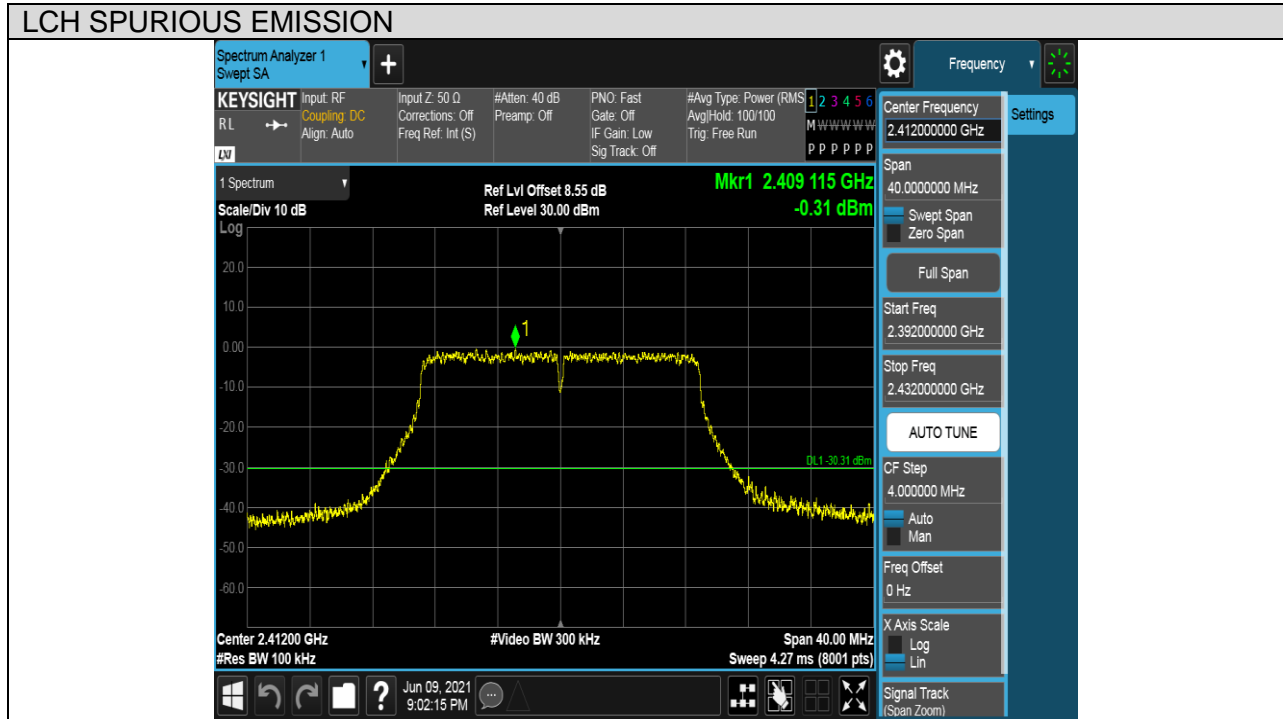 LCH SPURIOUS EMISSION
Spectrum Analyzer 1
Swept SA
Frequency
KEYSIGHT
RL
LXI
Input: RF
Coupling: DC
Align: Auto
Input Z: 50 Ω
Corrections: Off
Freq Ref: Int (S)
#Atten: 40 dB
Preamp: Off
PNO: Fast
Gate: Off
IF Gain: Low
Sig Track: Off
#Avg Type: Power (RMS
Avg|Hold: 100/100
Trig: Free Run
1 2 3 4 5 6
M W W W W W
P P P P P P
1 Spectrum
Scale/Div 10 dB
Ref Lvl Offset 8.55 dB
Ref Level 30.00 dBm
Mkr1 2.409 115 GHz
-0.31 dBm
Log
20.0
10.0
0.00
-10.0
-20.0
-30.0
-40.0
-50.0
-60.0
1
DL1 -30.31 dBm
Center 2.41200 GHz
#Res BW 100 kHz
#Video BW 300 kHz
Span 40.00 MHz
Sweep 4.27 ms (8001 pts)
Center Frequency
2.412000000 GHz
Settings
Span
40.0000000 MHz
Swept Span
Zero Span
Full Span
Start Freq
2.392000000 GHz
Stop Freq
2.432000000 GHz
AUTO TUNE
CF Step
4.000000 MHz
Auto
Man
Freq Offset
0 Hz
X Axis Scale
Log
Lin
Signal Track
(Span Zoom)
?
Jun 09, 2021
9:02:15 PM